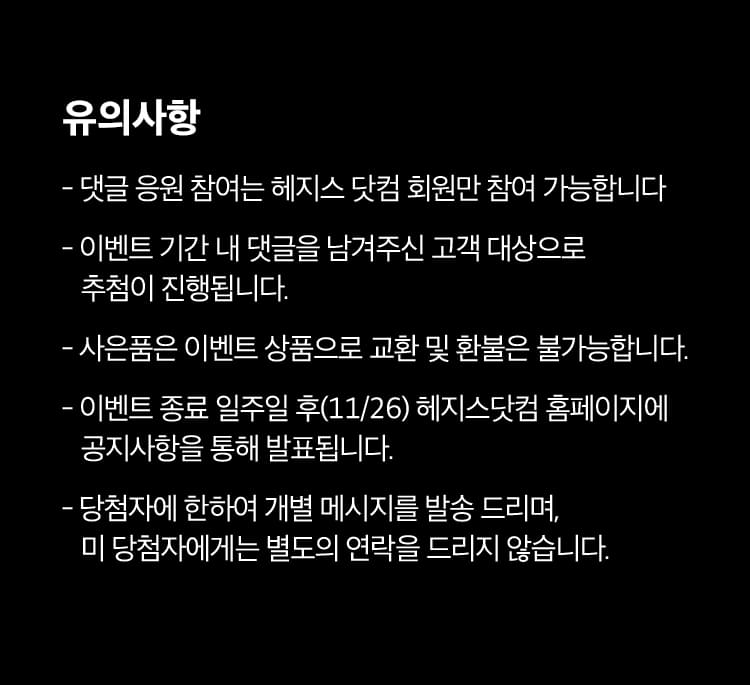 유의사항
- 댓글 응원 참여는 헤지스 닷컴 회원만 참여 가능합니다
- 이벤트 기간 내 댓글을 남겨주신 고객 대상으로
추첨이 진행됩니다.
- 사은품은 이벤트 상품으로 교환 및 환불은 불가능합니다.
- 이벤트 종료 일주일 후(11/26) 헤지스닷컴 홈페이지에
공지사항을 통해 발표됩니다.
- 당첨자에 한하여 개별 메시지를 발송 드리며,
미 당첨자에게는 별도의 연락을 드리지 않습니다.